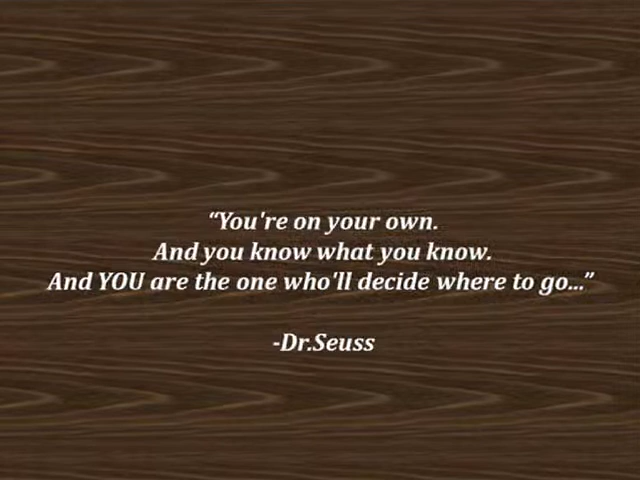 “You're on your own.
And you know what you know.
And YOU are the one who'll decide where to go...”
-Dr.Seuss